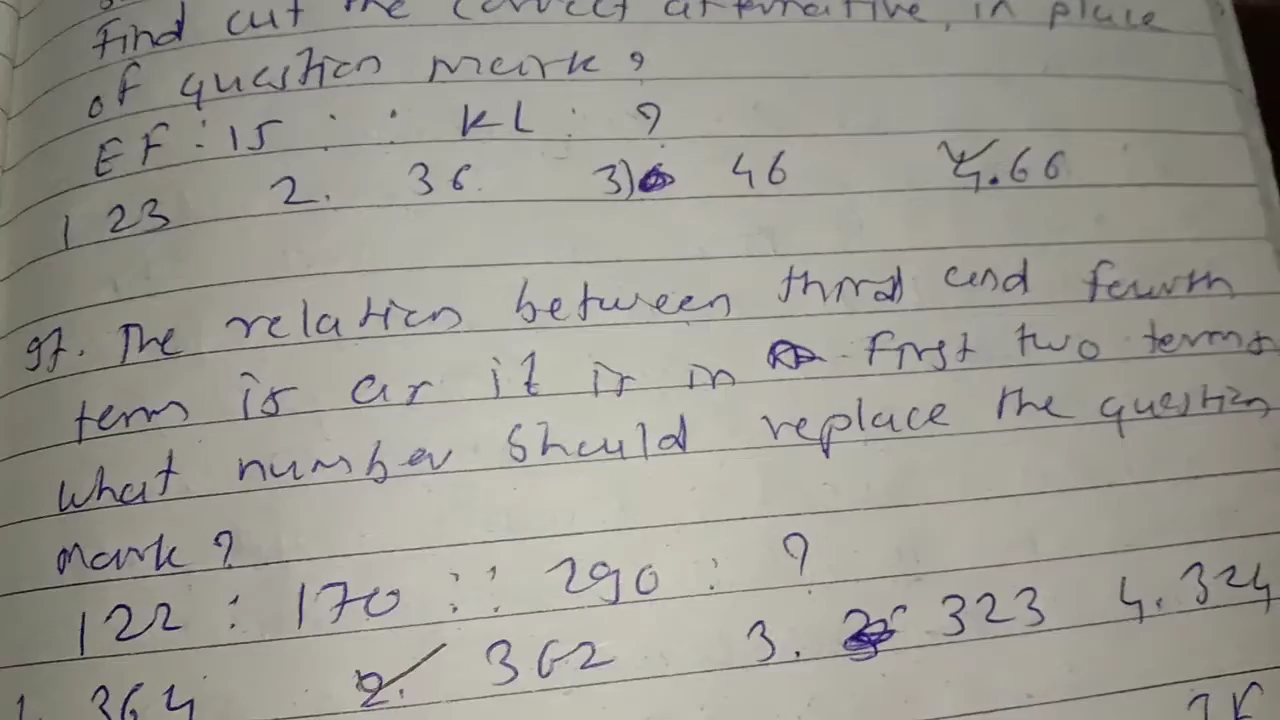 Find out the correct alternative, in place
of question mark?
EF : 15 : : KL : ?
1 23 2. 36. 3) 46 4. 66
97. The relation between third and fourth
term is as it is in first two terms
What number should replace the question
mark ?
122 : 170 :: 290 : ?
1. 364 2. 362 3. 323 4. 324